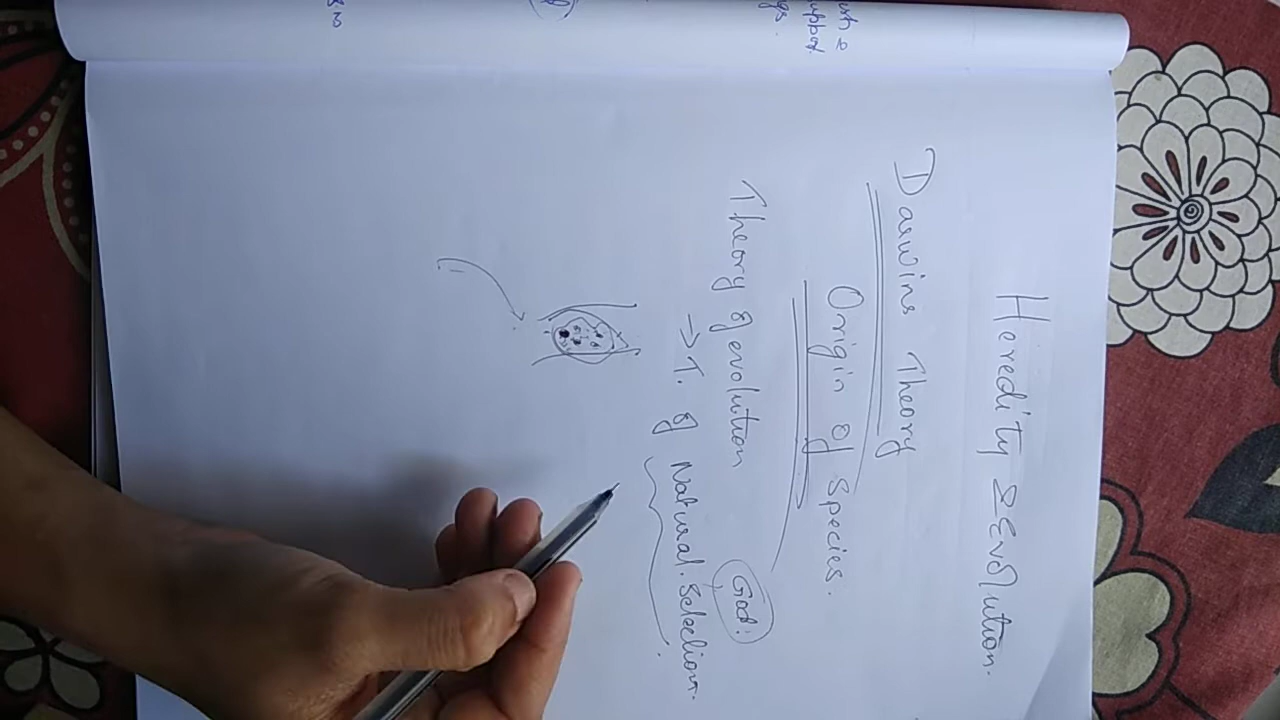 Heredity & Evolution.
Darwins Theory
Origin of Species.
God:
Theory of evolution
→ T. of Natural Selection.